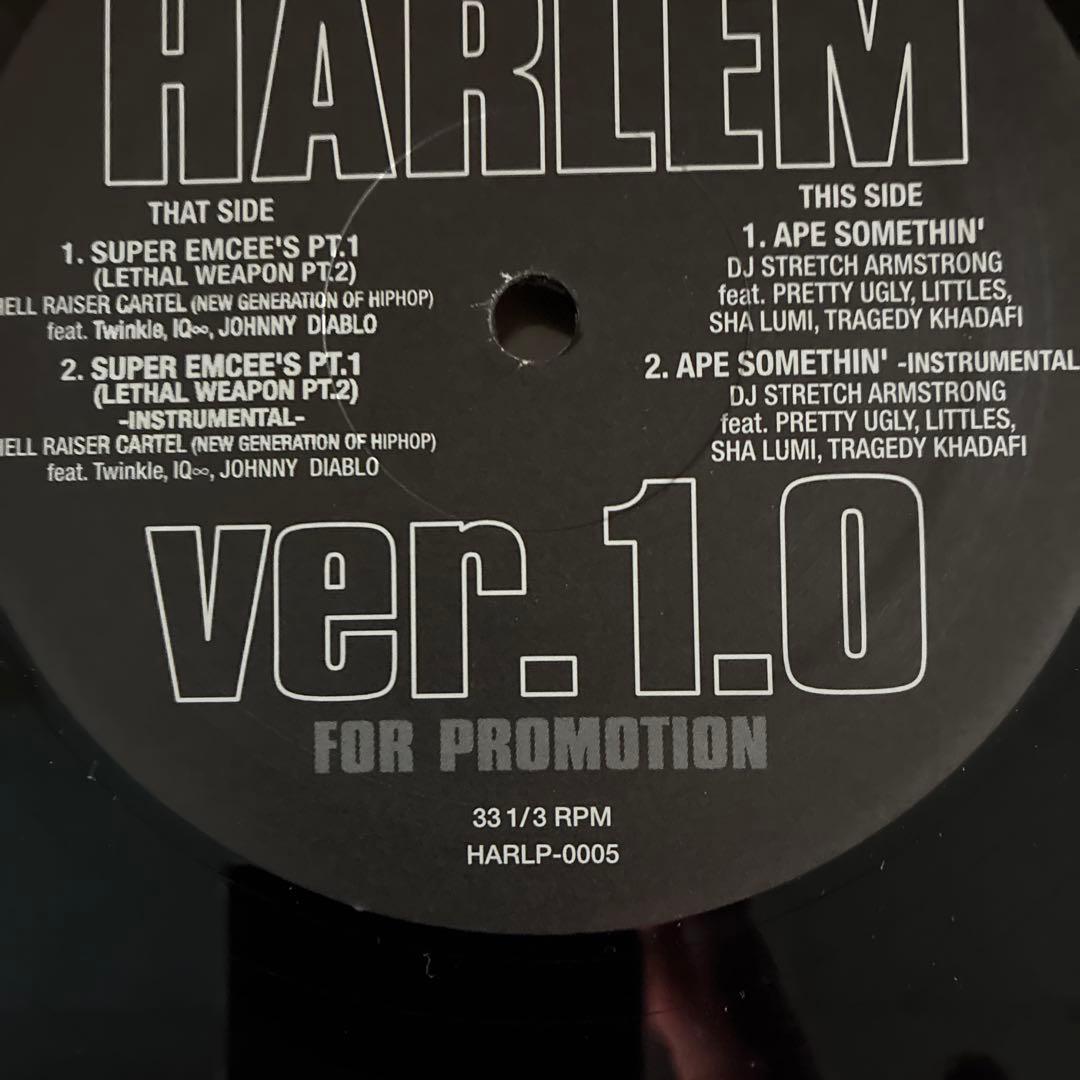 HARLEM
THAT SIDE
1. SUPER EMCEE'S PT.1
(LETHAL WEAPON PT.2)
RAISER CARTEL (NEW GENERATION OF HIPHOP)
feat. Twinkle, IQ∞, JOHNNY DIABLO
2. SUPER EMCEE'S PT.1
(LETHAL WEAPON PT.2)
-INSTRUMENTAL-
RAISER CARTEL (NEW GENERATION OF HIPHOP)
feat. Twinkle, IQ∞, JOHNNY DIABLO
THIS SIDE
1. APE SOMETHIN'
DJ STRETCH ARMSTRONG
feat. PRETTY UGLY, LITTLES,
SHA LUMI, TRAGEDY KHADAFI
2. APE SOMETHIN' -INSTRUMENTAL
DJ STRETCH ARMSTRONG
feat. PRETTY UGLY, LITTLES,
SHA LUMI, TRAGEDY KHADAFI
ver.1.0
FOR PROMOTION
33 1/3 RPM
HARLP-0005